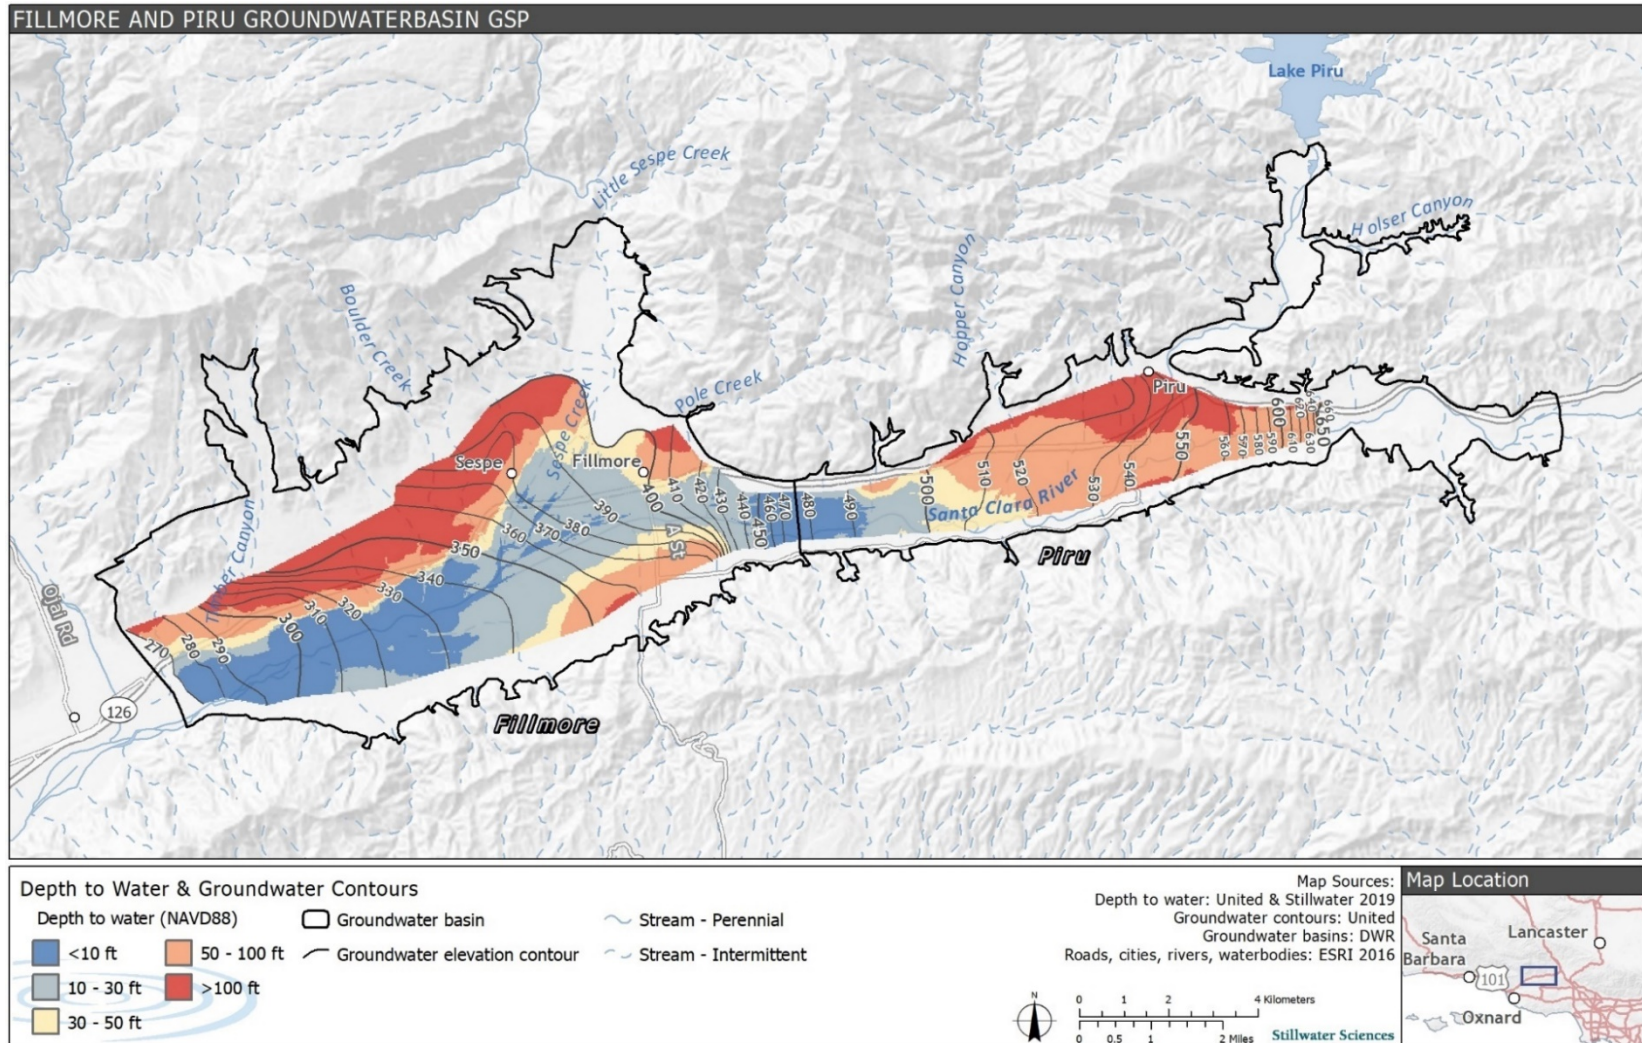 FILLMORE AND PIRU GROUNDWATERBASIN GSP
Lake Piru
Little Sespe Creek
Holser Canyon
Hopper Canyon
Boulder Creek
Pole Creek
Sespe Creek
Piru
Sespe
Fillmore
Timber Canyon
Santa Clara River
A St
Ojai Rd
126
Fillmore
Piru
270
280
290
300
310
320
330
340
350
360
370
380
390
400
410
420
430
440
450
460
470
480
490
500
510
520
530
540
550
560
570
580
590
600
610
620
630
640
650
660
Depth to Water & Groundwater Contours
Depth to water (NAVD88)
<10 ft
10 - 30 ft
30 - 50 ft
50 - 100 ft
>100 ft
Groundwater basin
Groundwater elevation contour
Stream - Perennial
Stream - Intermittent
Map Sources:
Depth to water: United & Stillwater 2019
Groundwater contours: United
Groundwater basins: DWR
Roads, cities, rivers, waterbodies: ESRI 2016
N
0 1 2 4 Kilometers
0 0.5 1 2 Miles
Stillwater Sciences
Map Location
Santa
Barbara
Lancaster
101
Oxnard